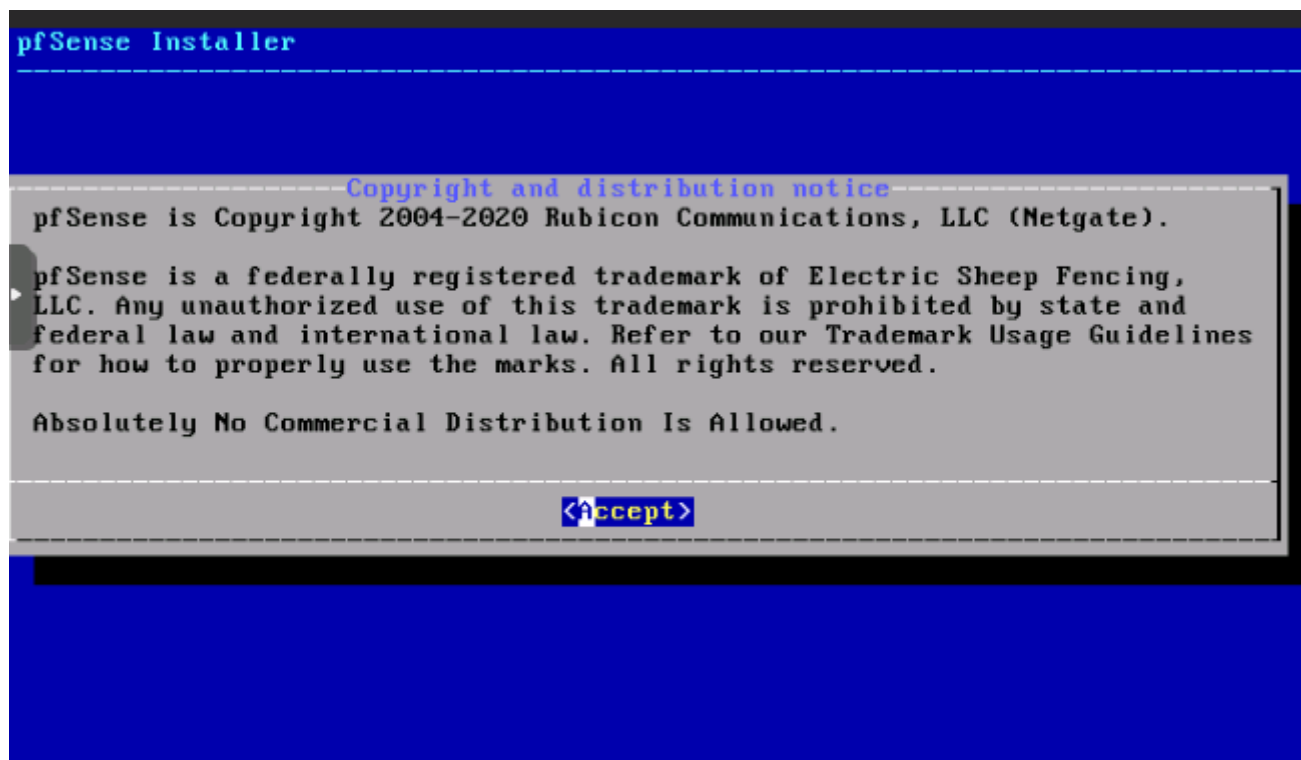 pfSense Installer
Copyright and distribution notice
pfSense is Copyright 2004-2020 Rubicon Communications, LLC (Netgate).
pfSense is a federally registered trademark of Electric Sheep Fencing,
LLC. Any unauthorized use of this trademark is prohibited by state and
federal law and international law. Refer to our Trademark Usage Guidelines
for how to properly use the marks. All rights reserved.
Absolutely No Commercial Distribution Is Allowed.
<Accept>